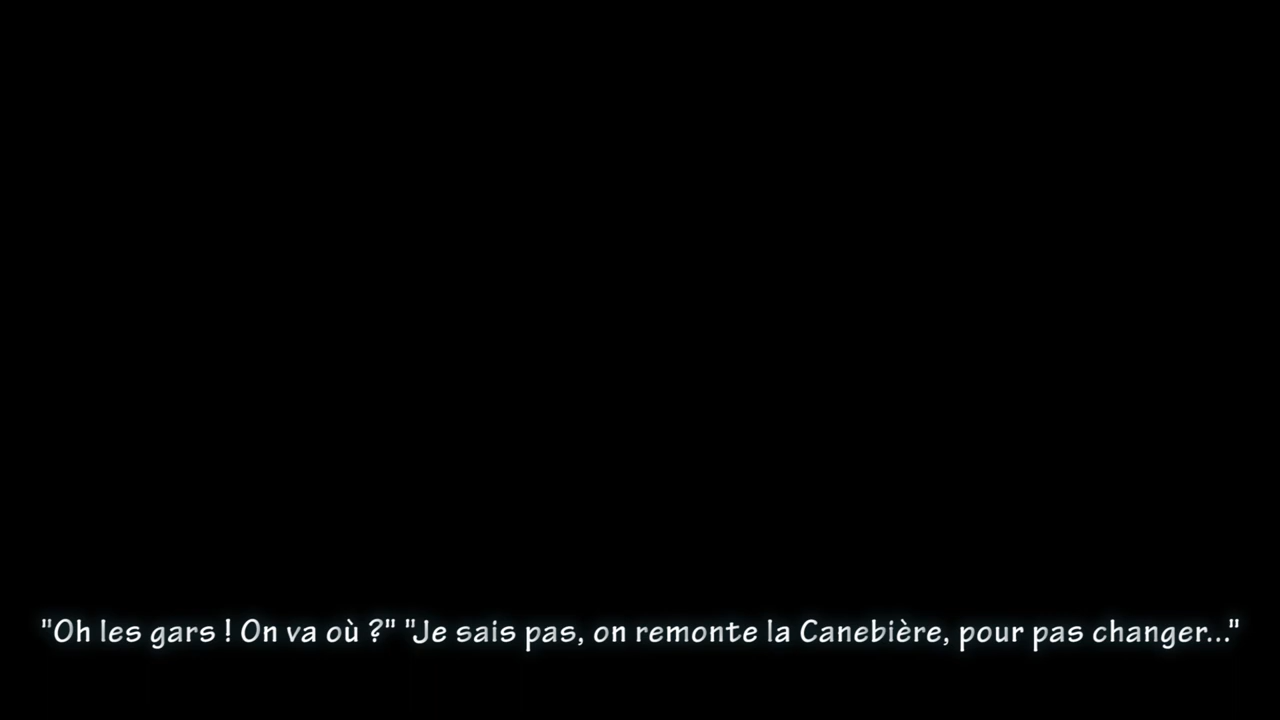 "Oh les gars ! On va où ?" "Je sais pas, on remonte la Canebière, pour pas changer..."